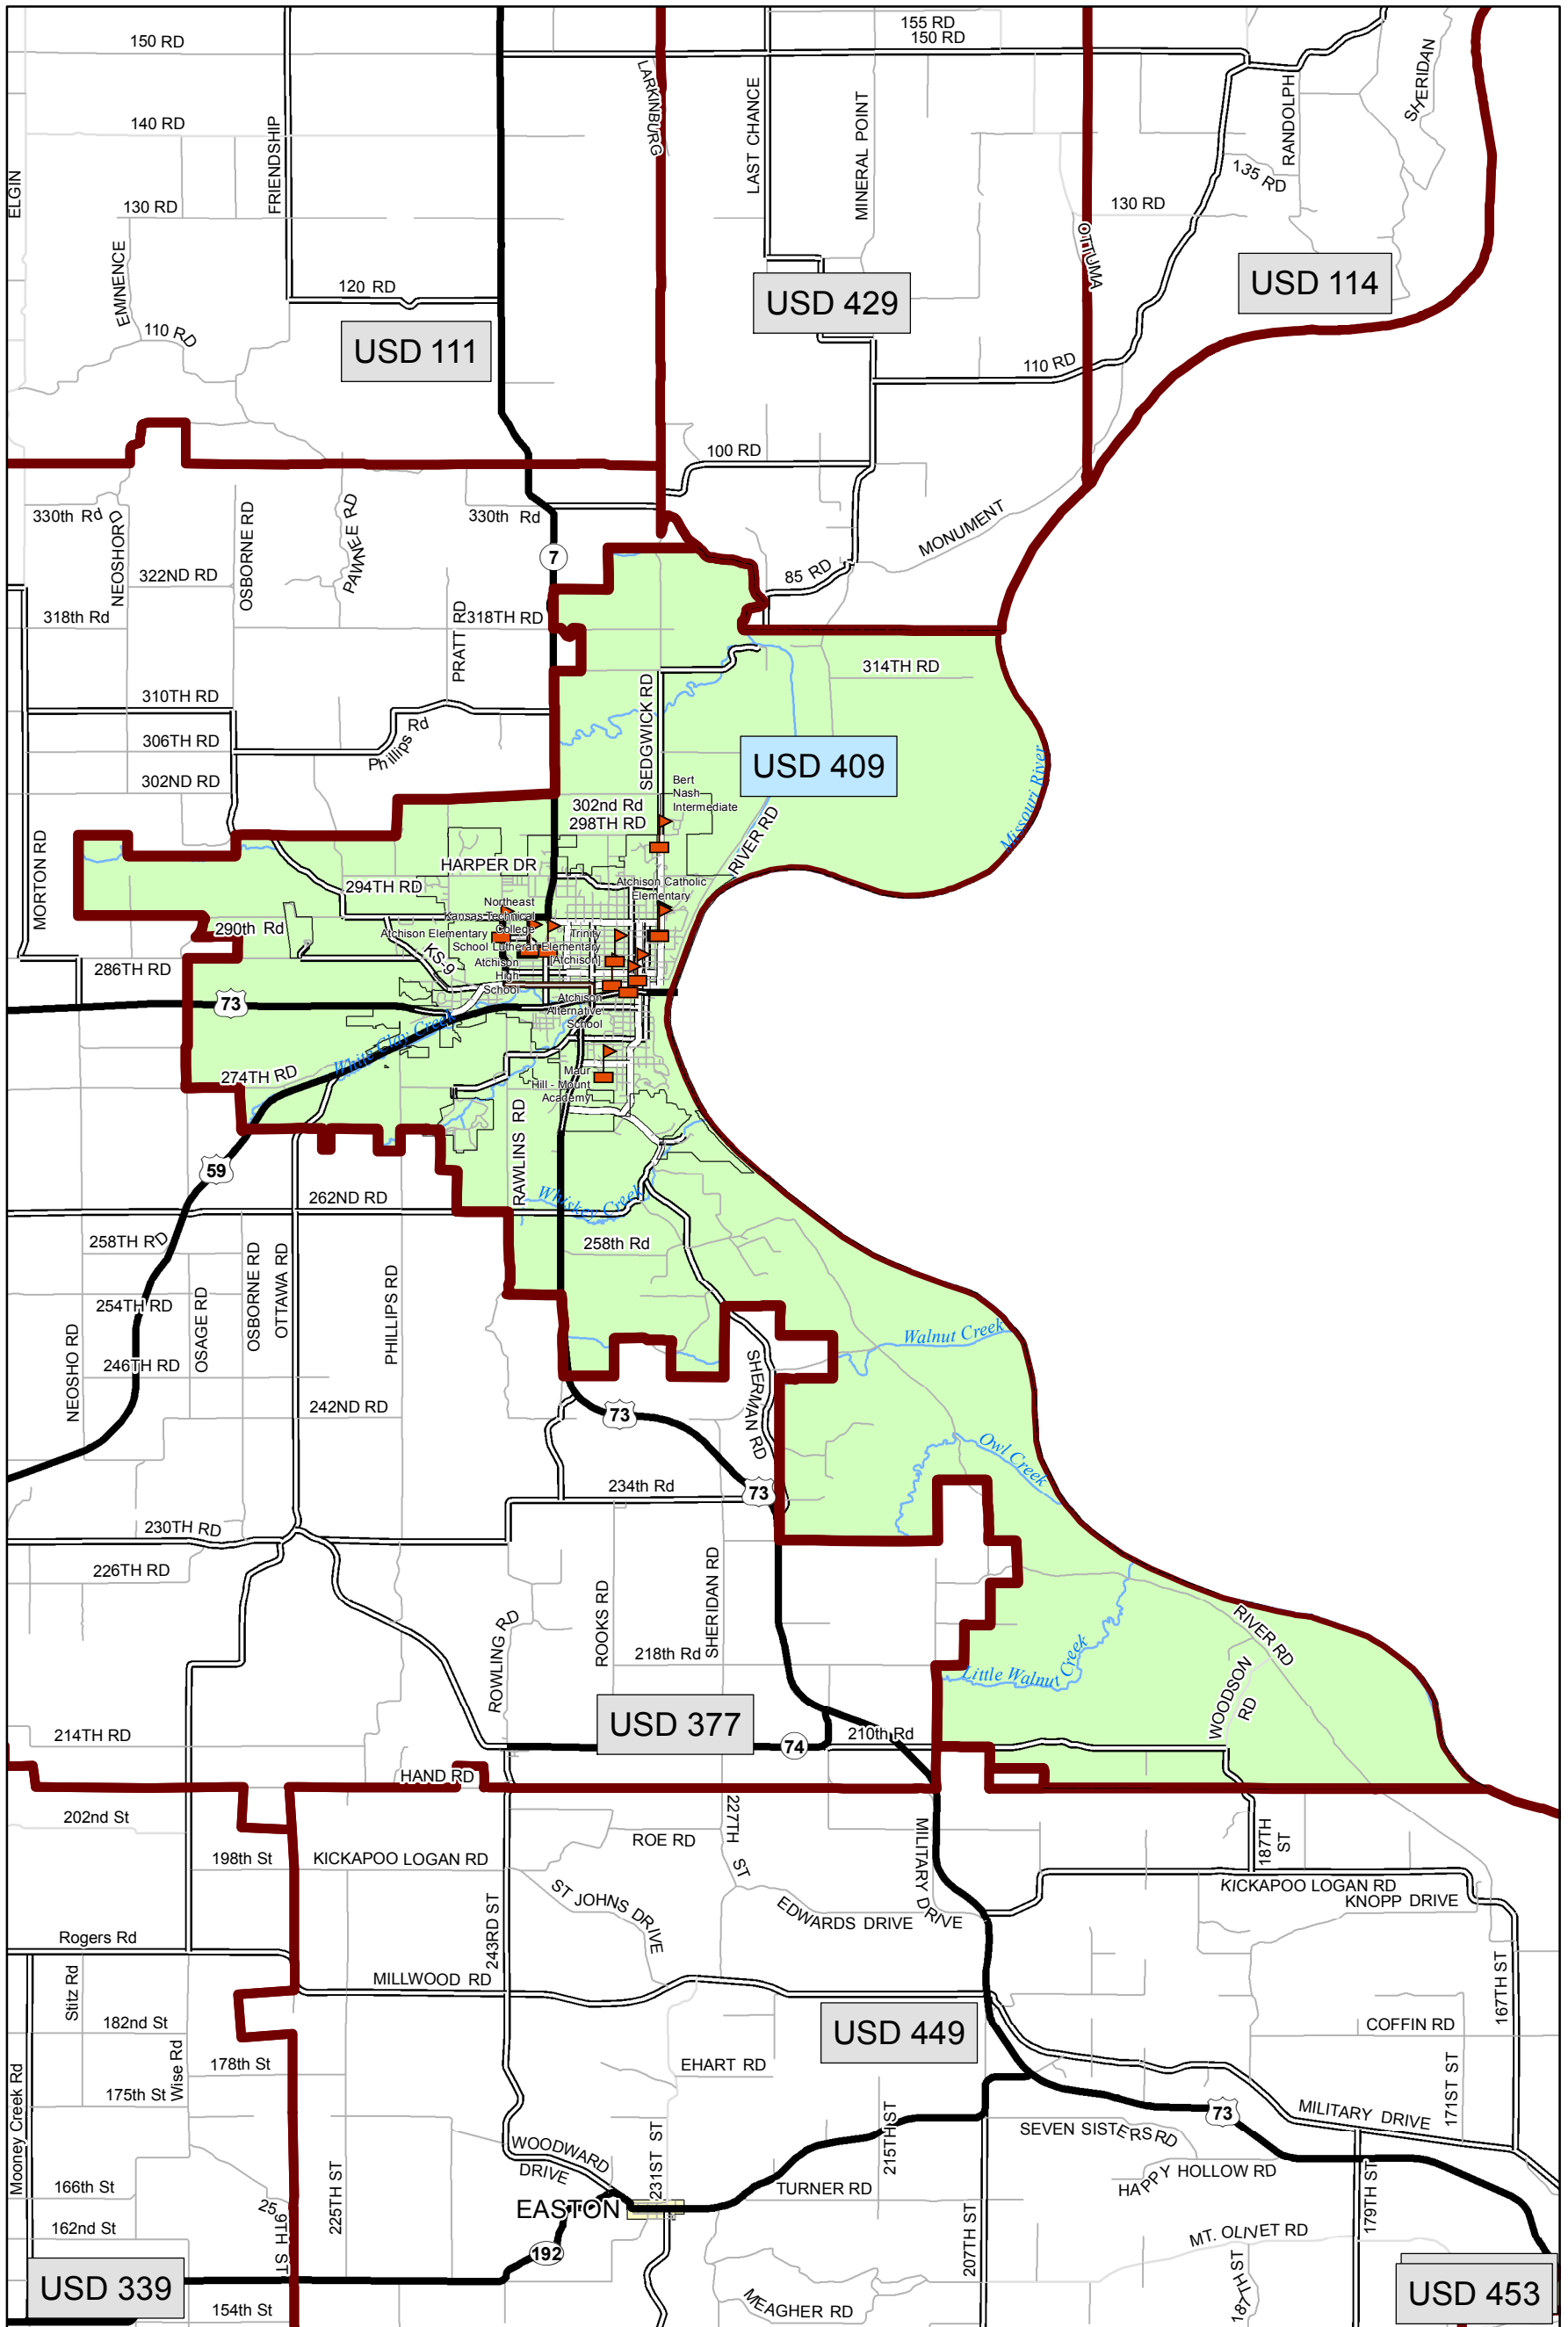 155 RD
150 RD
150 RD
LARKINBURG
SHERIDAN
LAST CHANCE
MINERAL POINT
RANDOLPH
140 RD
FRIENDSHIP
135 RD
ELGIN
130 RD
130 RD
EMINENCE
OTTUMA
120 RD
USD 429
USD 114
110 RD
USD 111
110 RD
100 RD
330th Rd
NEOSHO RD
OSBORNE RD
PAWNEE RD
330th Rd
MONUMENT
7
322ND RD
85 RD
318th Rd
PRATT RD
318TH RD
314TH RD
310TH RD
SEDGWICK RD
306TH RD
Phillips Rd
USD 409
Missouri River
302ND RD
Bert
Nash
Intermediate
302nd Rd
298TH RD
RIVER RD
MORTON RD
HARPER DR
294TH RD
Atchison Catholic
Elementary
Northeast
Kansas Technical
College
290th Rd
Atchison Elementary
School
Trinity
Lutheran Elementary
[Atchison]
KS-9
286TH RD
Atchison
High
School
73
Atchison
Alternative
School
White Clay Creek
274TH RD
Maur
Hill - Mount
Academy
RAWLINS RD
59
262ND RD
Whiskey Creek
258TH RD
258th Rd
OSBORNE RD
OTTAWA RD
PHILLIPS RD
254TH RD
OSAGE RD
NEOSHO RD
Walnut Creek
246TH RD
SHERMAN RD
242ND RD
73
Owl Creek
234th Rd
73
230TH RD
226TH RD
ROOKS RD
SHERIDAN RD
ROWLING RD
218th Rd
RIVER RD
Little Walnut Creek
WOODSON
RD
USD 377
214TH RD
74
210th Rd
HAND RD
202nd St
227TH
ST
ROE RD
MILITARY DRIVE
187TH
ST
198th St
KICKAPOO LOGAN RD
KICKAPOO LOGAN RD
KNOPP DRIVE
ST JOHNS DRIVE
EDWARDS DRIVE
243RD ST
Rogers Rd
MILLWOOD RD
Stitz Rd
167TH ST
182nd St
USD 449
COFFIN RD
Wise Rd
178th St
EHART RD
175th St
Mooney Creek Rd
171ST ST
73
MILITARY DRIVE
215TH ST
SEVEN SISTERS RD
WOODWARD
DRIVE
231ST ST
HAPPY HOLLOW RD
166th St
225TH ST
TURNER RD
179TH ST
EASTON
259TH ST
162nd St
207TH ST
MT. OLIVET RD
192
187TH ST
USD 339
USD 453
154th St
MEAGHER RD